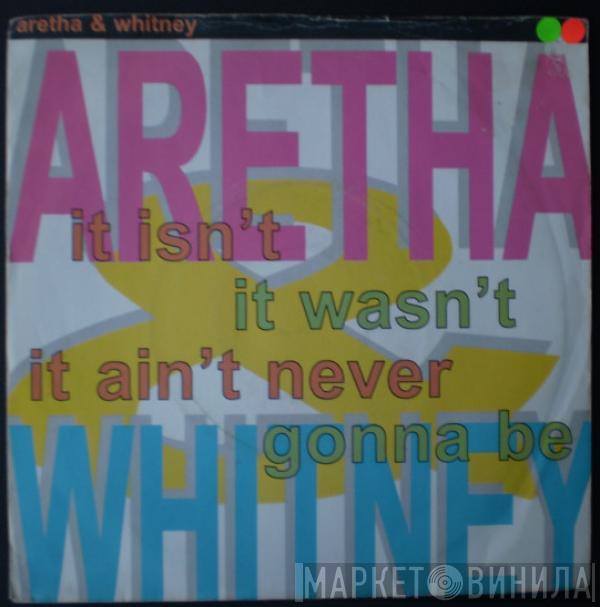 aretha & whitney
ARETHA
it isn't
it wasn't
it ain't never
gonna be
WHITNEY
МАРКЕТ ВИНИЛА